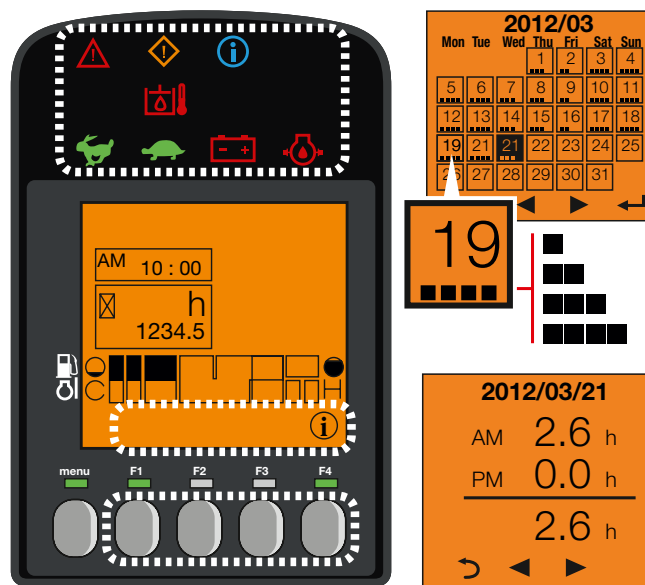 AM 10 : 00
h
1234.5
C H
i
menu F1 F2 F3 F4
2012/03
Mon Tue Wed Thu Fri Sat Sun
1 2 3 4
5 6 7 8 9 10 11
12 13 14 15 16 17 18
19 21 21 22 23 24 25
26 27 28 29 30 31
19
2012/03/21
AM 2.6 h
PM 0.0 h
2.6 h